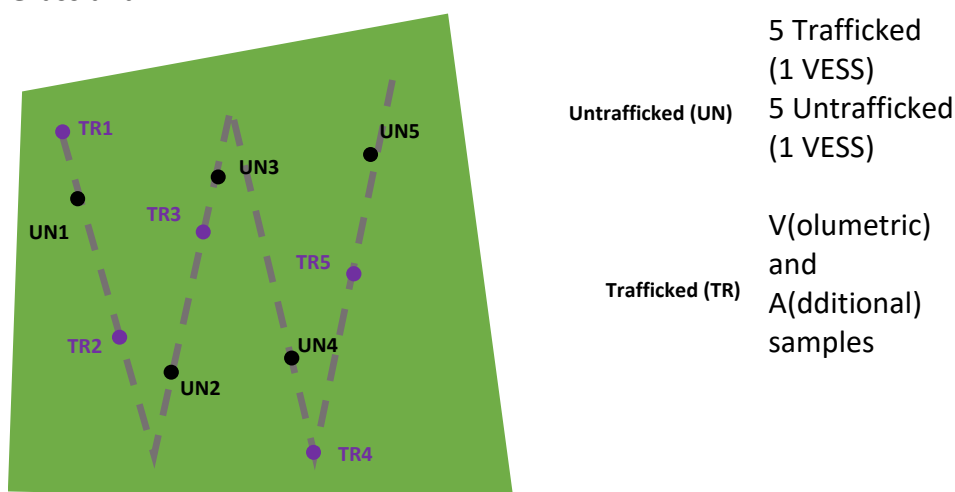 TR1
UN1
TR2
UN2
TR3
UN3
UN4
TR4
TR5
UN5
Untrafficked (UN)
Trafficked (TR)
5 Trafficked
(1 VESS)
5 Untrafficked
(1 VESS)
V(olumetric)
and
A(dditional)
samples